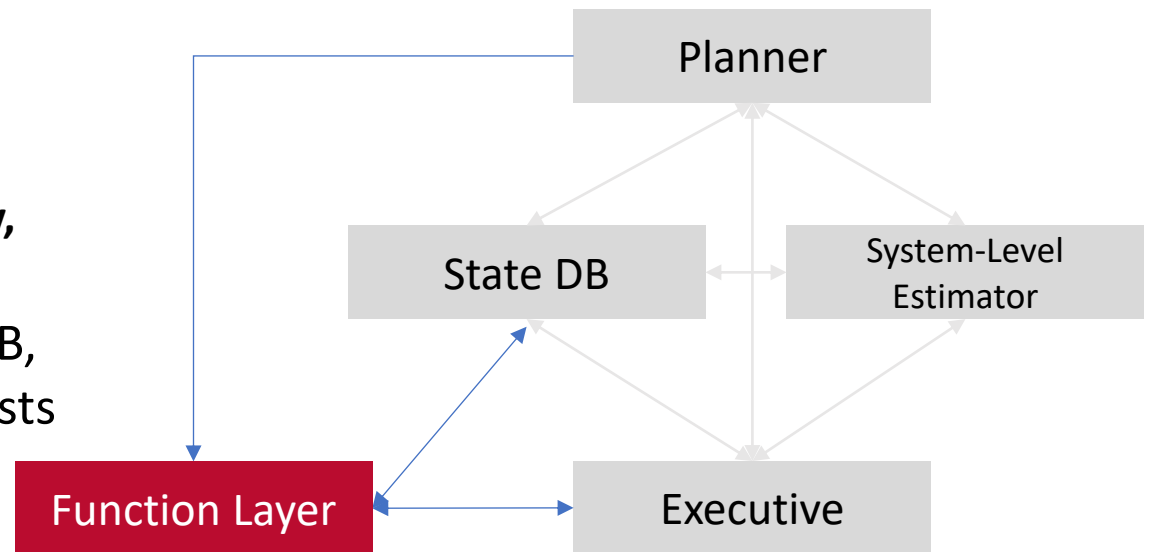 Planner
State DB
System-Level
Estimator
Function Layer
Executive